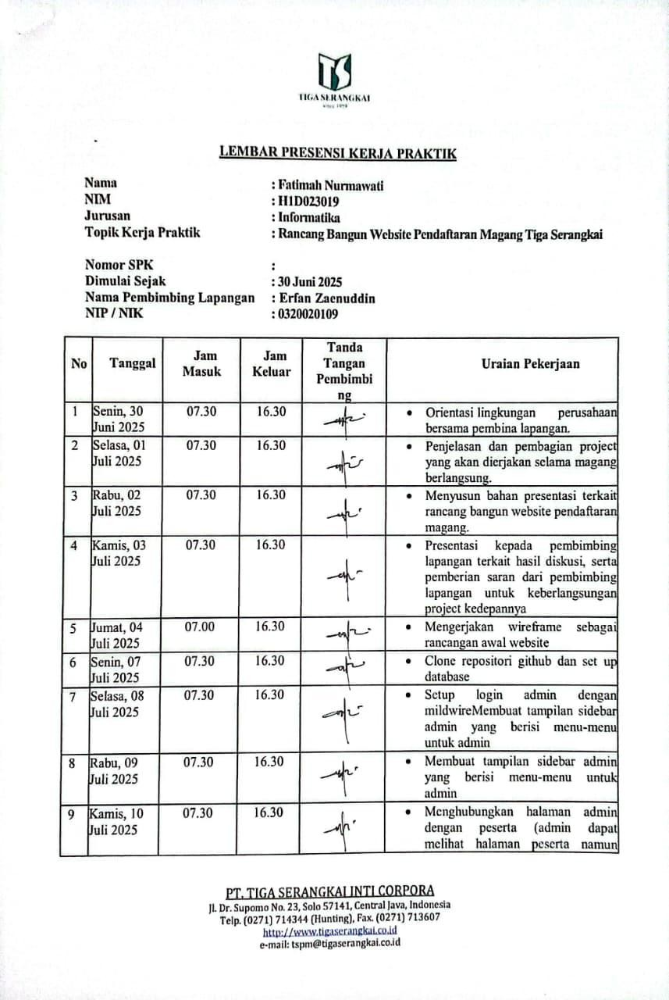 TS
TIGA SERANGKAI
since 1959
LEMBAR PRESENSI KERJA PRAKTIK
Nama : Fatimah Nurmawati
NIM : H1D023019
Jurusan : Informatika
Topik Kerja Praktik : Rancang Bangun Website Pendaftaran Magang Tiga Serangkai
Nomor SPK :
Dimulai Sejak : 30 Juni 2025
Nama Pembimbing Lapangan : Erfan Zaenuddin
NIP / NIK : 0320020109
No Tanggal Jam Masuk Jam Keluar Tanda Tangan Pembimbi ng Uraian Pekerjaan
1 Senin, 30 07.30 16.30 • Orientasi lingkungan perusahaan
Juni 2025 bersama pembina lapangan.
2 Selasa, 01 07.30 16.30 • Penjelasan dan pembagian project
Juli 2025 yang akan dierjakan selama magang
berlangsung.
3 Rabu, 02 07.30 16.30 • Menyusun bahan presentasi terkait
Juli 2025 rancang bangun website pendaftaran
magang.
4 Kamis, 03 07.30 16.30 • Presentasi kepada pembimbing
Juli 2025 lapangan terkait hasil diskusi, serta
pemberian saran dari pembimbing
lapangan untuk keberlangsungan
project kedepannya
5 Jumat, 04 07.00 16.30 • Mengerjakan wireframe sebagai
Juli 2025 rancangan awal website
6 Senin, 07 07.30 16.30 • Clone repositori github dan set up
Juli 2025 database
7 Selasa, 08 07.30 16.30 • Setup login admin dengan
Juli 2025 mildwireMembuat tampilan sidebar
admin yang berisi menu-menu
untuk admin
8 Rabu, 09 07.30 16.30 • Membuat tampilan sidebar admin
Juli 2025 yang berisi menu-menu untuk
admin
9 Kamis, 10 07.30 16.30 • Menghubungkan halaman admin
Juli 2025 dengan peserta (admin dapat
melihat halaman peserta namun
PT. TIGA SERANGKAI INTI CORPORA
Jl. Dr. Supomo No. 23, Solo 57141, Central Java, Indonesia
Telp. (0271) 714344 (Hunting), Fax. (0271) 713607
http://www.tigaserangkai.co.id
e-mail: tspm@tigaserangkai.co.id